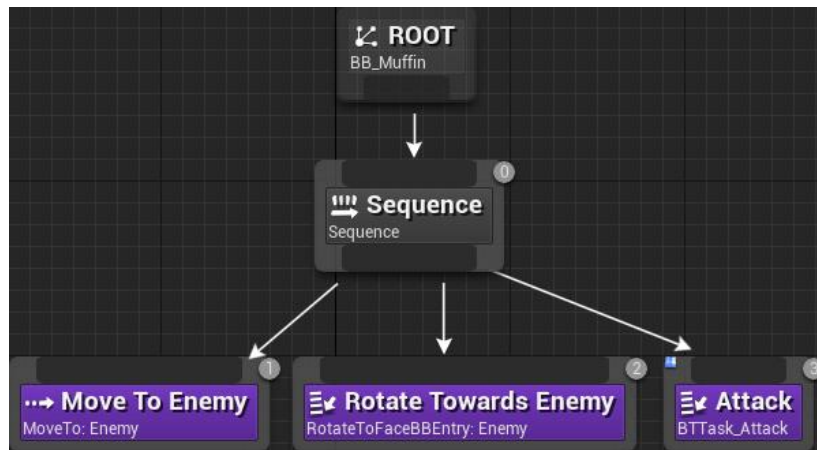 ROOT
BB_Muffin
0
Sequence
Sequence
1
2
3
Move To Enemy
MoveTo: Enemy
Rotate Towards Enemy
RotateToFaceBBEntry: Enemy
Attack
BTTask_Attack